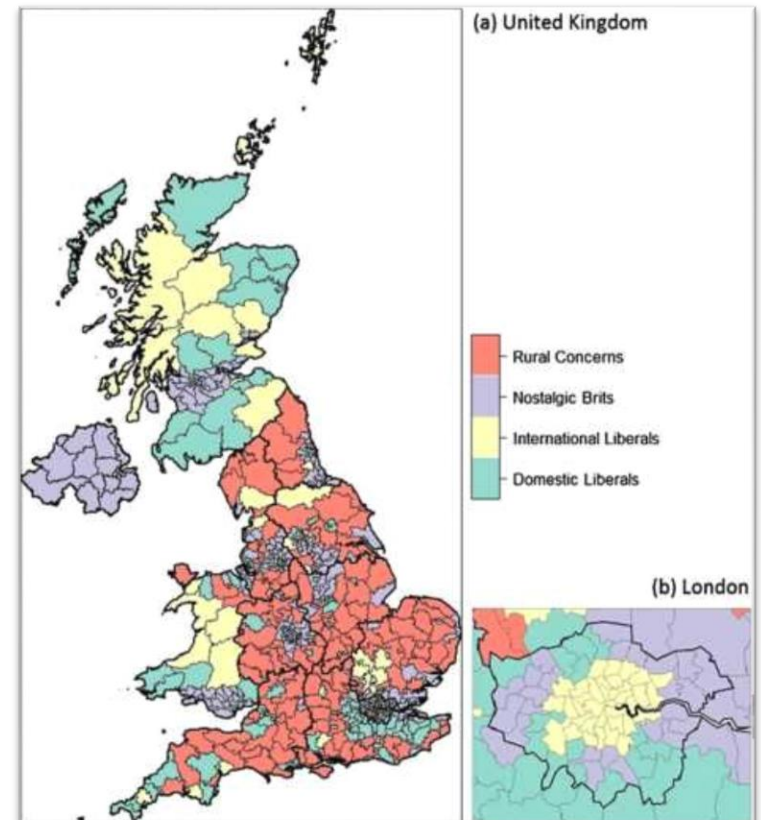 (a) United Kingdom
Rural Concerns
Nostalgic Brits
International Liberals
Domestic Liberals
(b) London